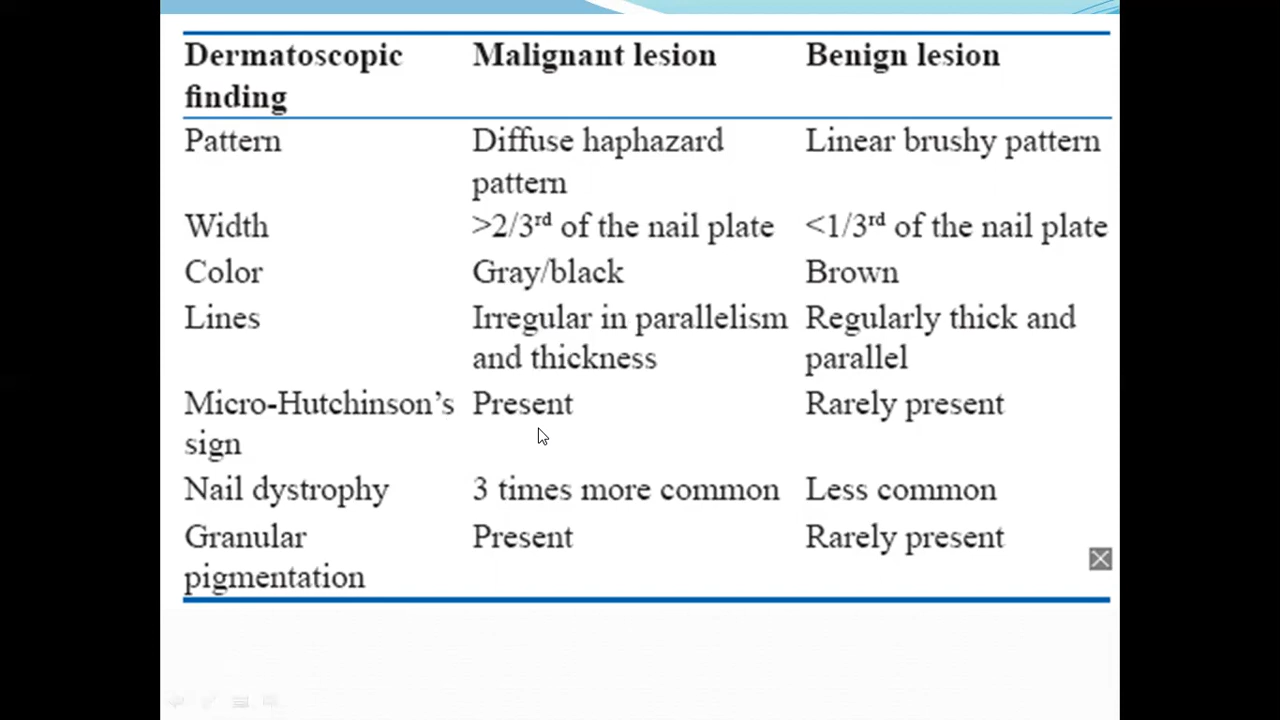 Dermatoscopic finding Malignant lesion Benign lesion
Pattern Diffuse haphazard pattern Linear brushy pattern
Width >2/3rd of the nail plate <1/3rd of the nail plate
Color Gray/black Brown
Lines Irregular in parallelism and thickness Regularly thick and parallel
Micro-Hutchinson's sign Present Rarely present
Nail dystrophy 3 times more common Less common
Granular pigmentation Present Rarely present